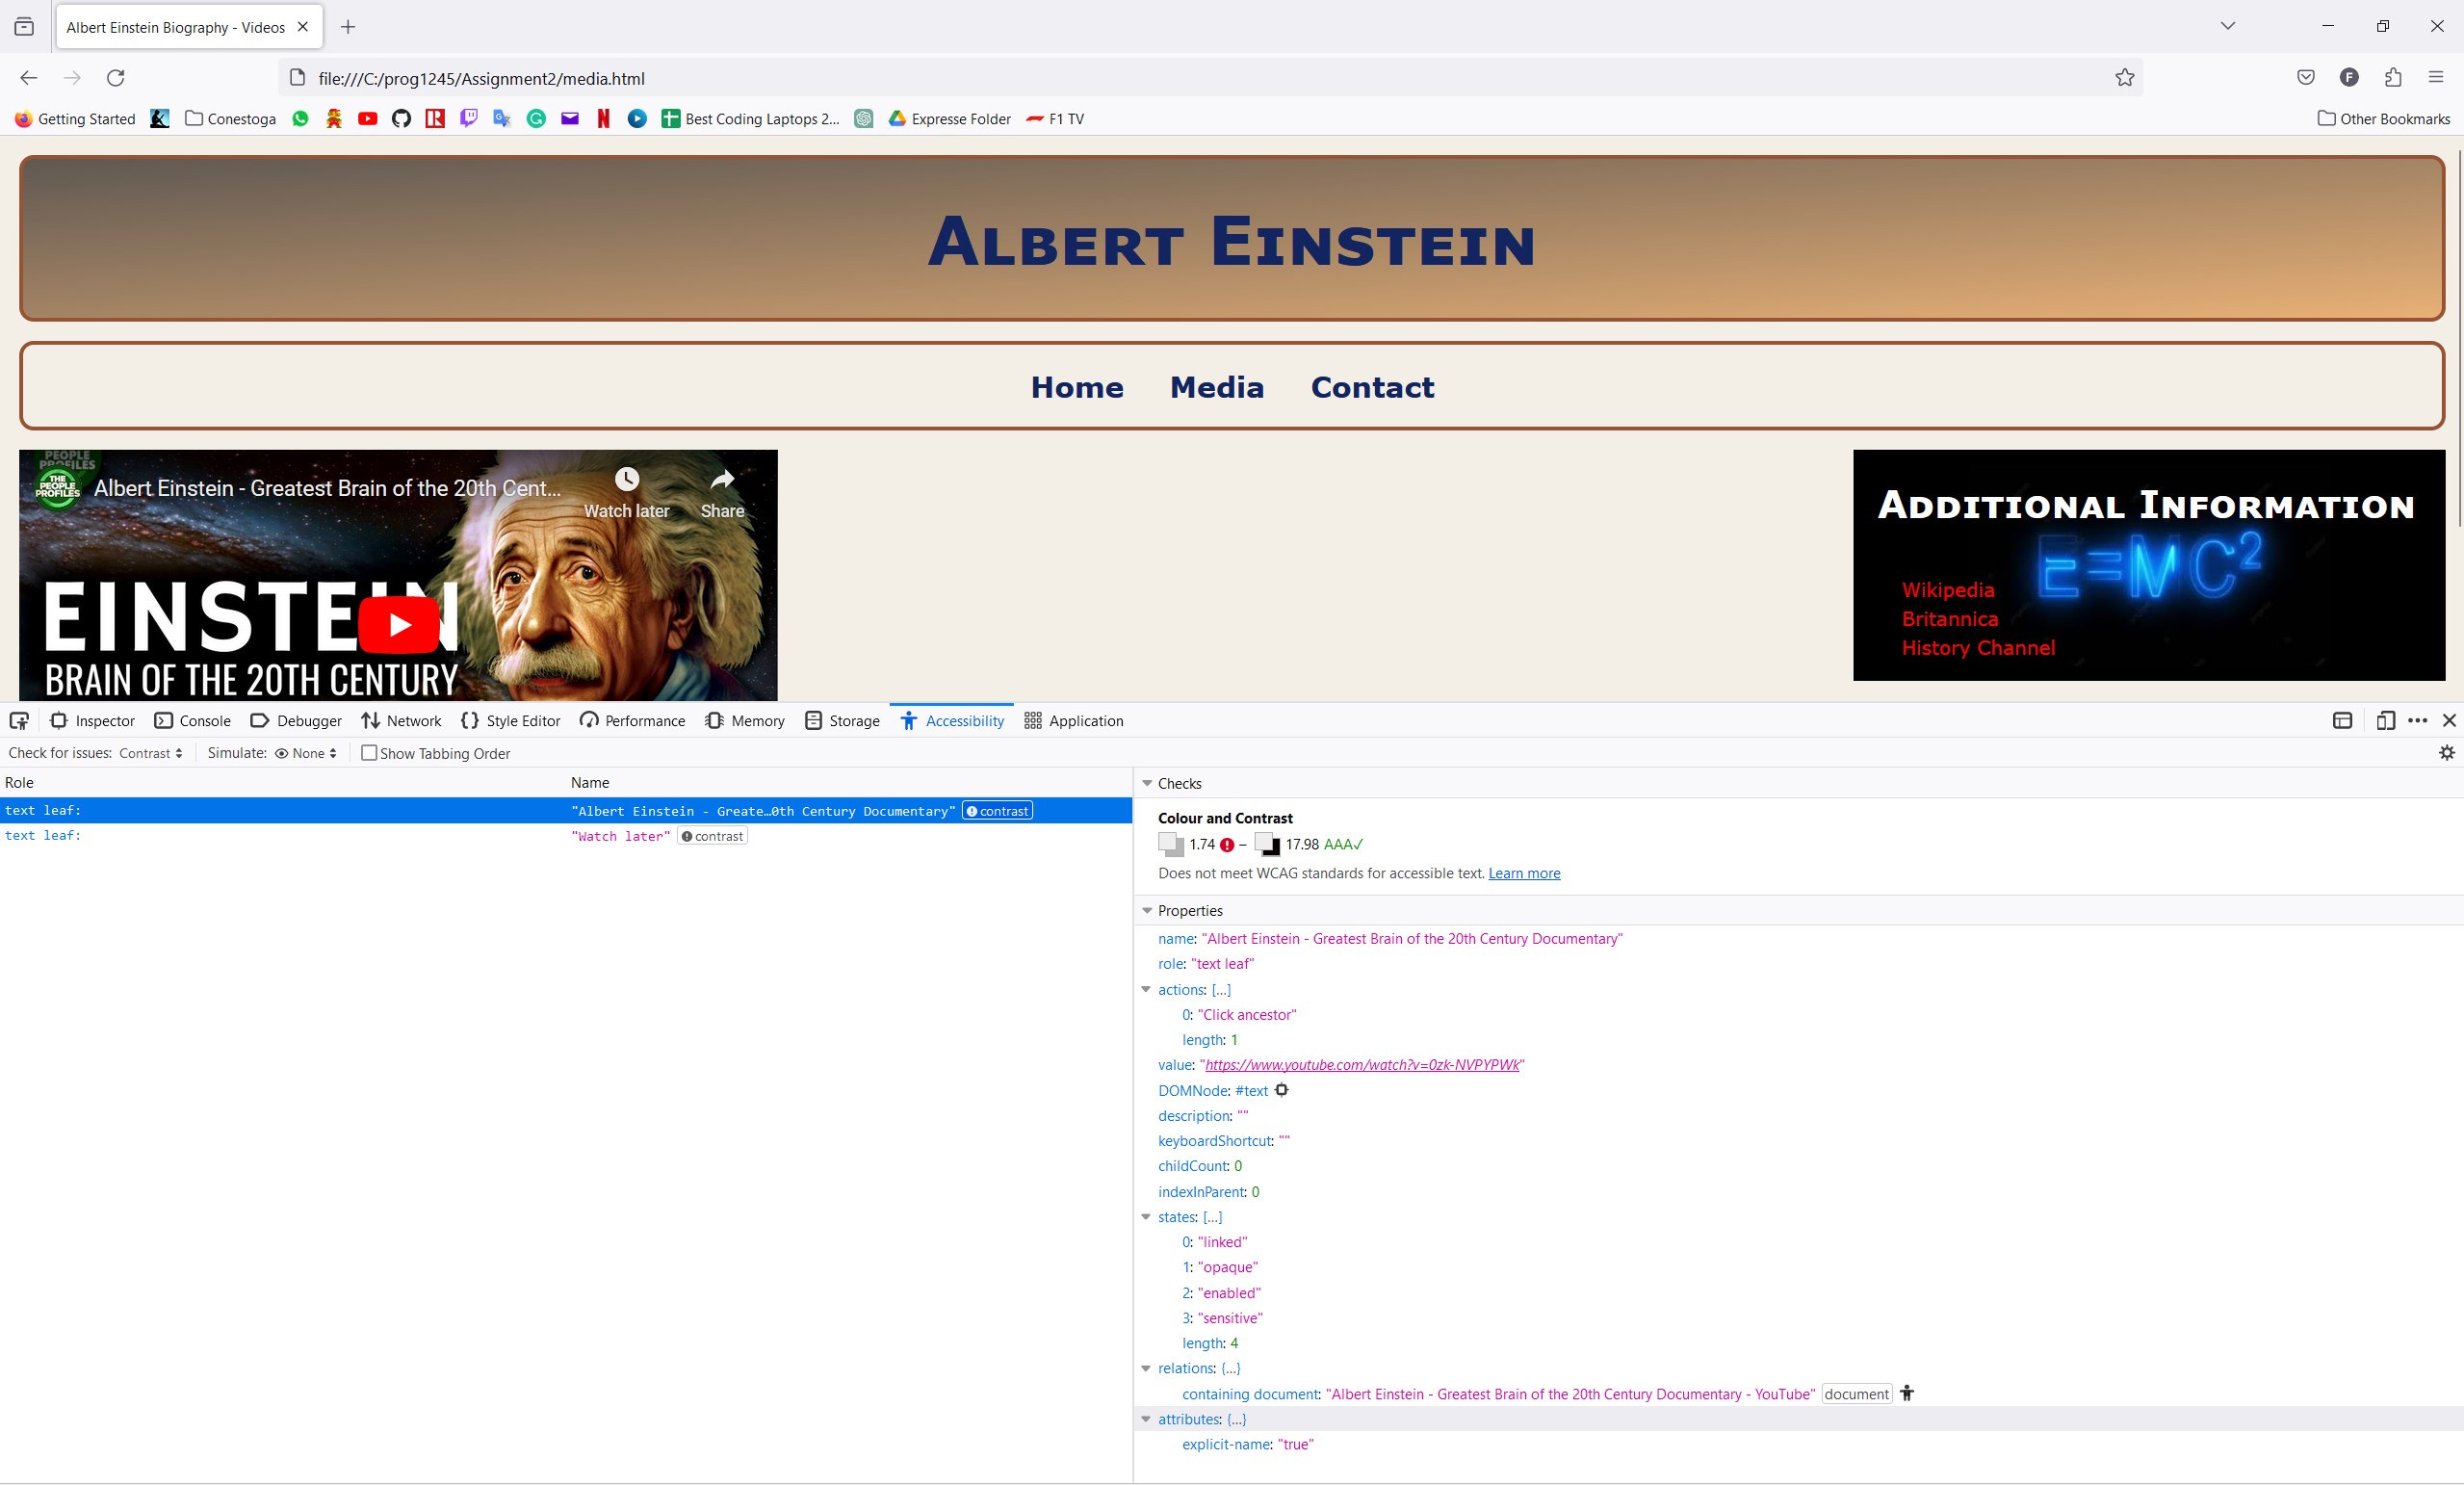 Albert Einstein Biography - Videos
file:///C:/prog1245/Assignment2/media.html
F
Getting Started
Conestoga
Best Coding Laptops 2...
Expresse Folder
F1 TV
Other Bookmarks
Albert Einstein
Home Media Contact
PEOPLE PROFILES
THE PEOPLE PROFILES
Albert Einstein - Greatest Brain of the 20th Cent...
Watch later
Share
EINSTEIN
BRAIN OF THE 20TH CENTURY
Additional Information
E=MC²
Wikipedia
Britannica
History Channel
Inspector Console Debugger Network Style Editor Performance Memory Storage Accessibility Application
Check for issues: Contrast Simulate: None Show Tabbing Order
Role Name
text leaf: "Albert Einstein - Greate…0th Century Documentary" contrast
text leaf: "Watch later" contrast
Checks
Colour and Contrast
1.74 – 17.98 AAA✓
Does not meet WCAG standards for accessible text. Learn more
Properties
name: "Albert Einstein - Greatest Brain of the 20th Century Documentary"
role: "text leaf"
actions: […]
0: "Click ancestor"
length: 1
value: "https://www.youtube.com/watch?v=0zk-NVPYPWk"
DOMNode: #text
description: ""
keyboardShortcut: ""
childCount: 0
indexInParent: 0
states: […]
0: "linked"
1: "opaque"
2: "enabled"
3: "sensitive"
length: 4
relations: {…}
containing document: "Albert Einstein - Greatest Brain of the 20th Century Documentary - YouTube" document
attributes: {…}
explicit-name: "true"